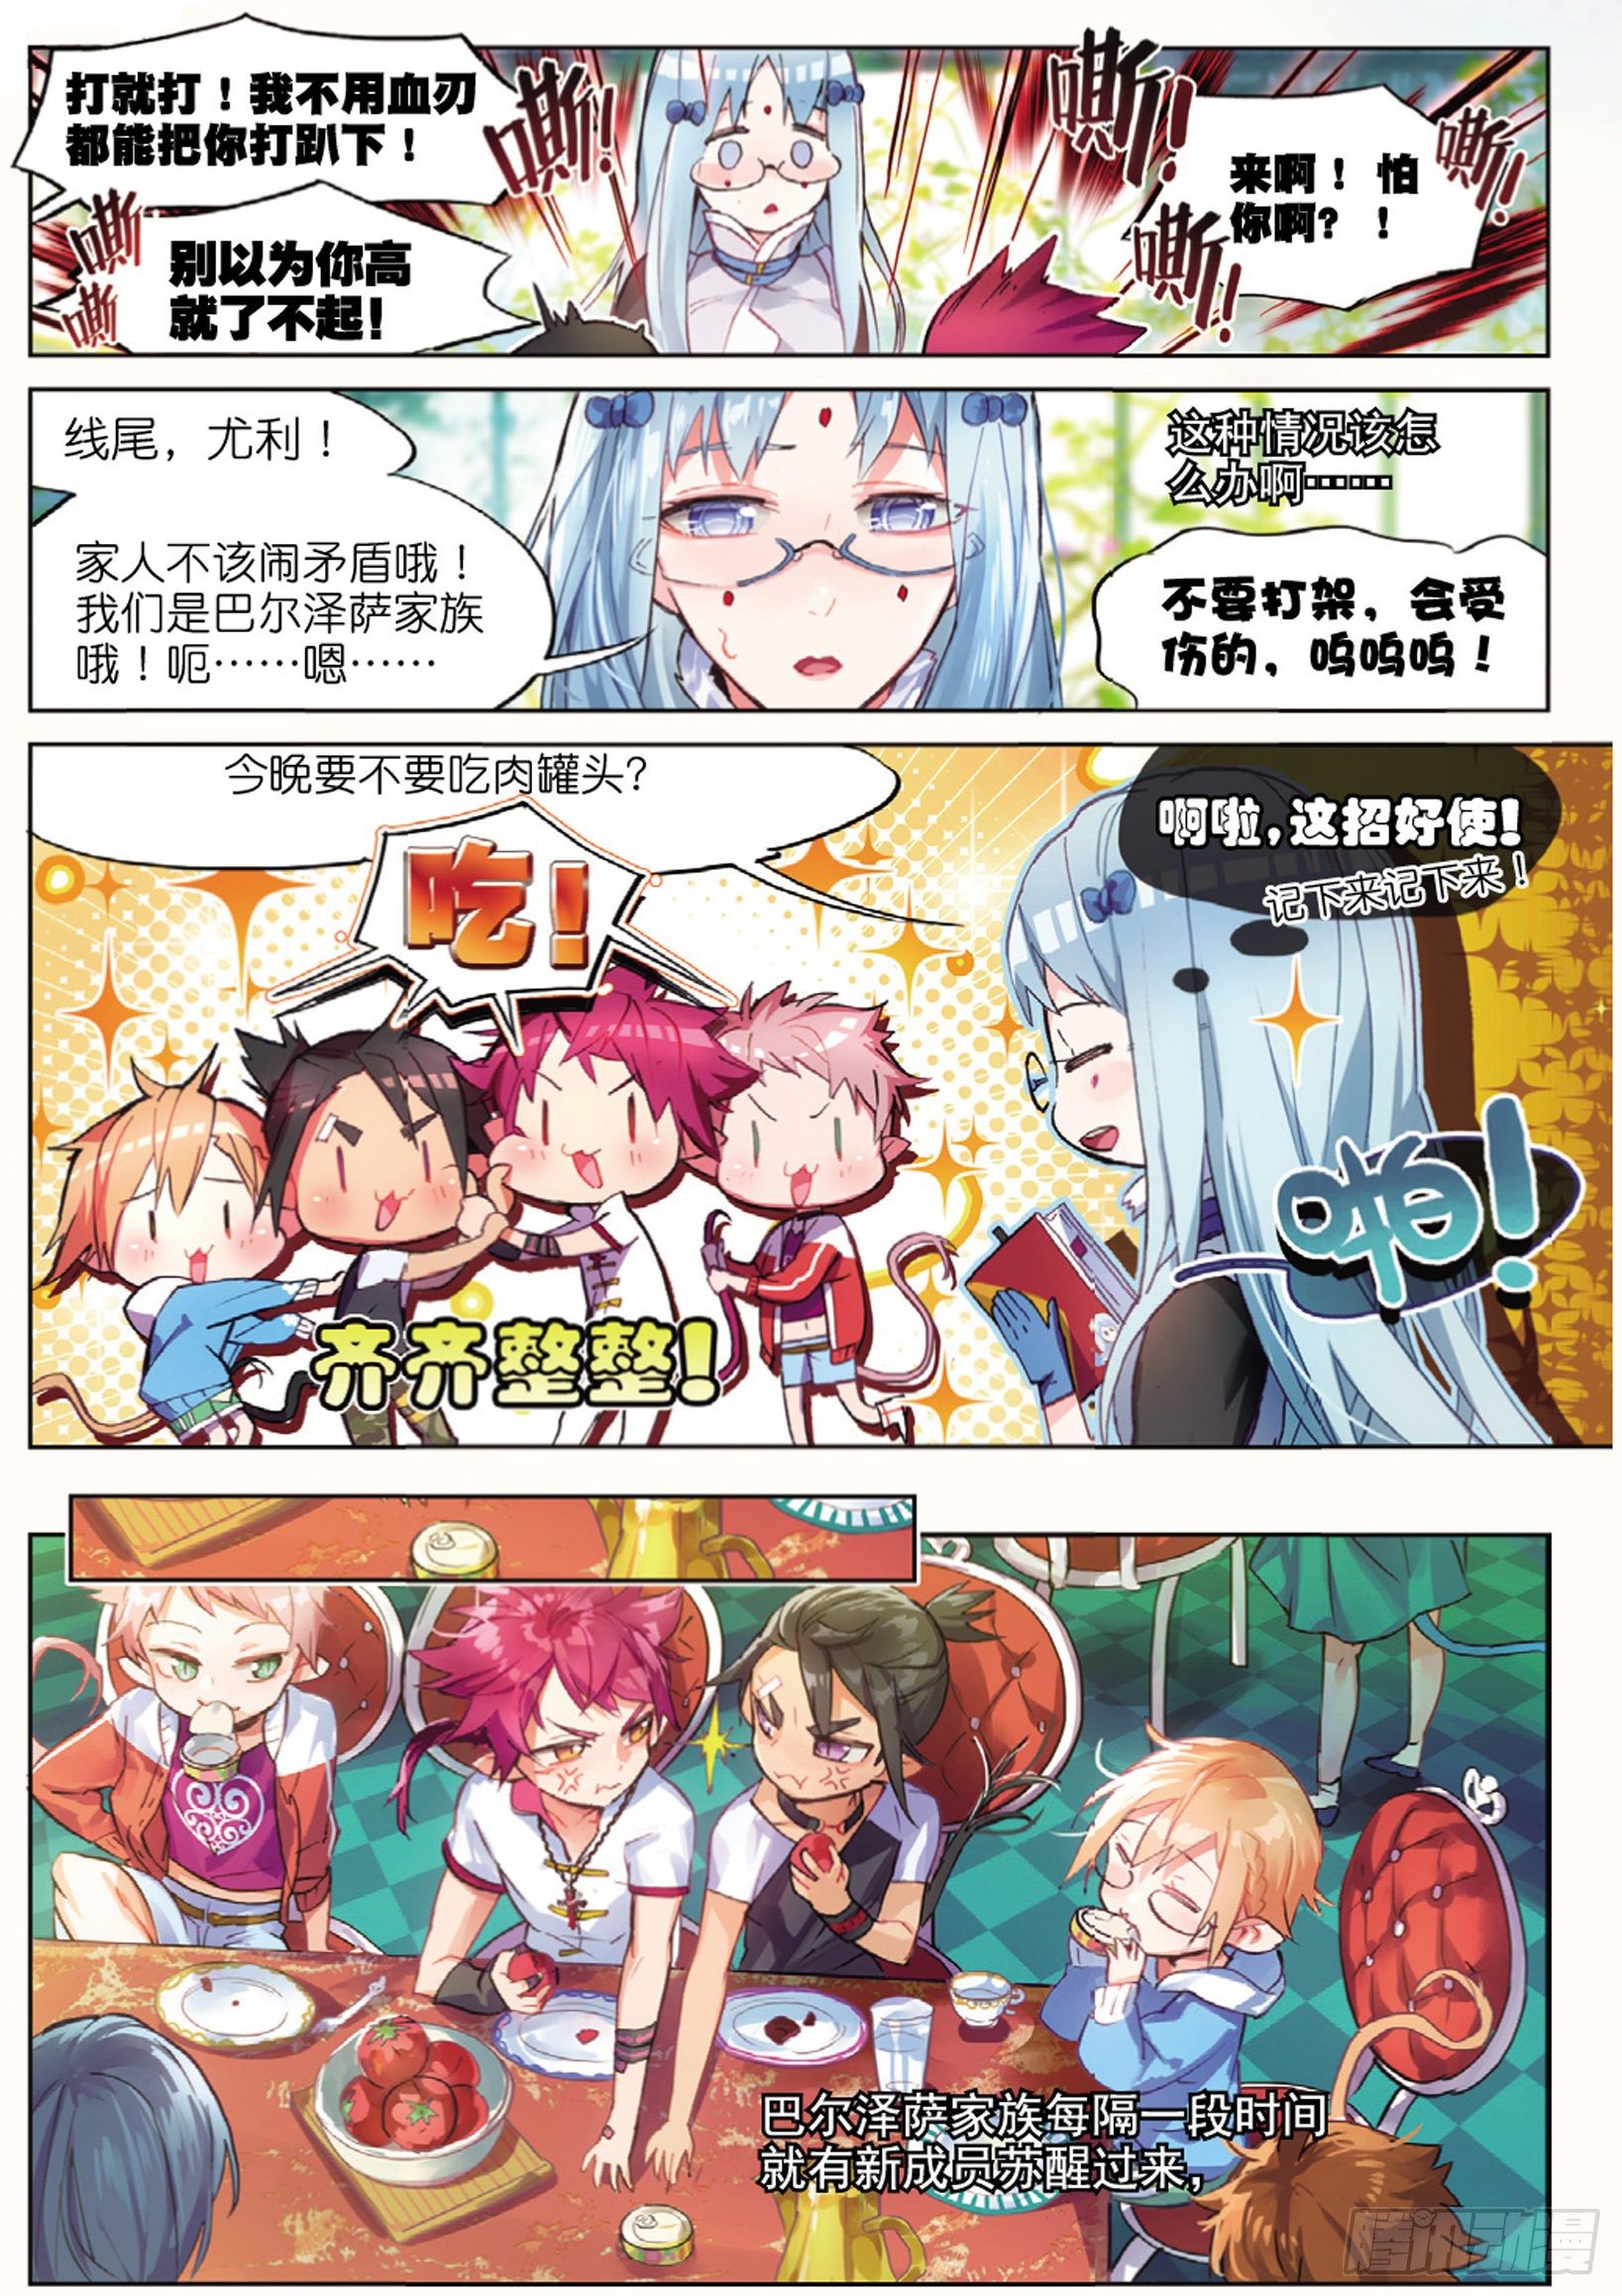 打就打！我不用血刃
都能把你打趴下！
嘶！
嘶！
来啊！怕
你啊？！
嘶！
嘶！
嘶
嘶
别以为你高
就了不起！
线尾，尤利！
家人不该闹矛盾哦！
我们是巴尔泽萨家族
哦！呃……嗯……
这种情况该怎
么办啊……
不要打架，会受
伤的，呜呜呜！
今晚要不要吃肉罐头？
吃！
啊啦，这招好使！
记下来记下来！
啪！
齐齐整整！
巴尔泽萨家族每隔一段时间
就有新成员苏醒过来，
腾讯动漫